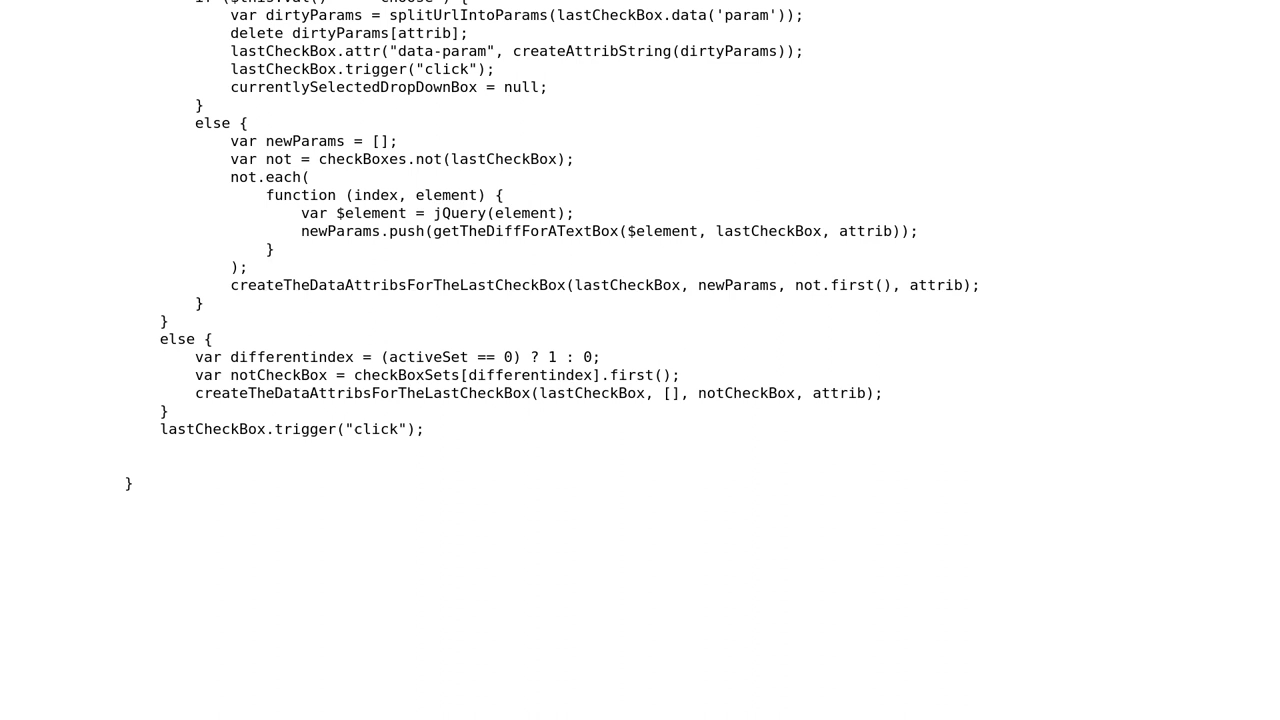 var dirtyParams = splitUrlIntoParams(lastCheckBox.data('param'));
delete dirtyParams[attrib];
lastCheckBox.attr("data-param", createAttribString(dirtyParams));
lastCheckBox.trigger("click");
currentlySelectedDropDownBox = null;
}
else {
var newParams = [];
var not = checkBoxes.not(lastCheckBox);
not.each(
function (index, element) {
var $element = jQuery(element);
newParams.push(getTheDiffForATextBox($element, lastCheckBox, attrib));
}
);
createTheDataAttribsForTheLastCheckBox(lastCheckBox, newParams, not.first(), attrib);
}
}
else {
var differentindex = (activeSet == 0) ? 1 : 0;
var notCheckBox = checkBoxSets[differentindex].first();
createTheDataAttribsForTheLastCheckBox(lastCheckBox, [], notCheckBox, attrib);
}
lastCheckBox.trigger("click");
}